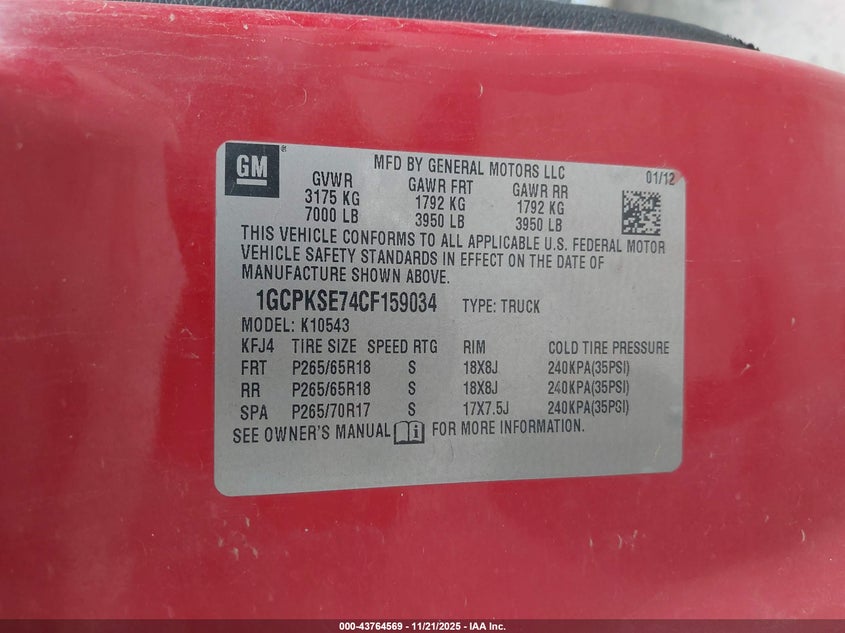 GM
MFD BY GENERAL MOTORS LLC
01/12
GVWR GAWR FRT GAWR RR
3175 KG 1792 KG 1792 KG
7000 LB 3950 LB 3950 LB
THIS VEHICLE CONFORMS TO ALL APPLICABLE U.S. FEDERAL MOTOR
VEHICLE SAFETY STANDARDS IN EFFECT ON THE DATE OF
MANUFACTURE SHOWN ABOVE.
1GCPKSE74CF159034 TYPE: TRUCK
MODEL: K10543
KFJ4 TIRE SIZE SPEED RTG RIM COLD TIRE PRESSURE
FRT P265/65R18 S 18X8J 240KPA(35PSI)
RR P265/65R18 S 18X8J 240KPA(35PSI)
SPA P265/70R17 S 17X7.5J 240KPA(35PSI)
SEE OWNER'S MANUAL i FOR MORE INFORMATION.
000-43764569 - 11/21/2025 - IAA Inc.